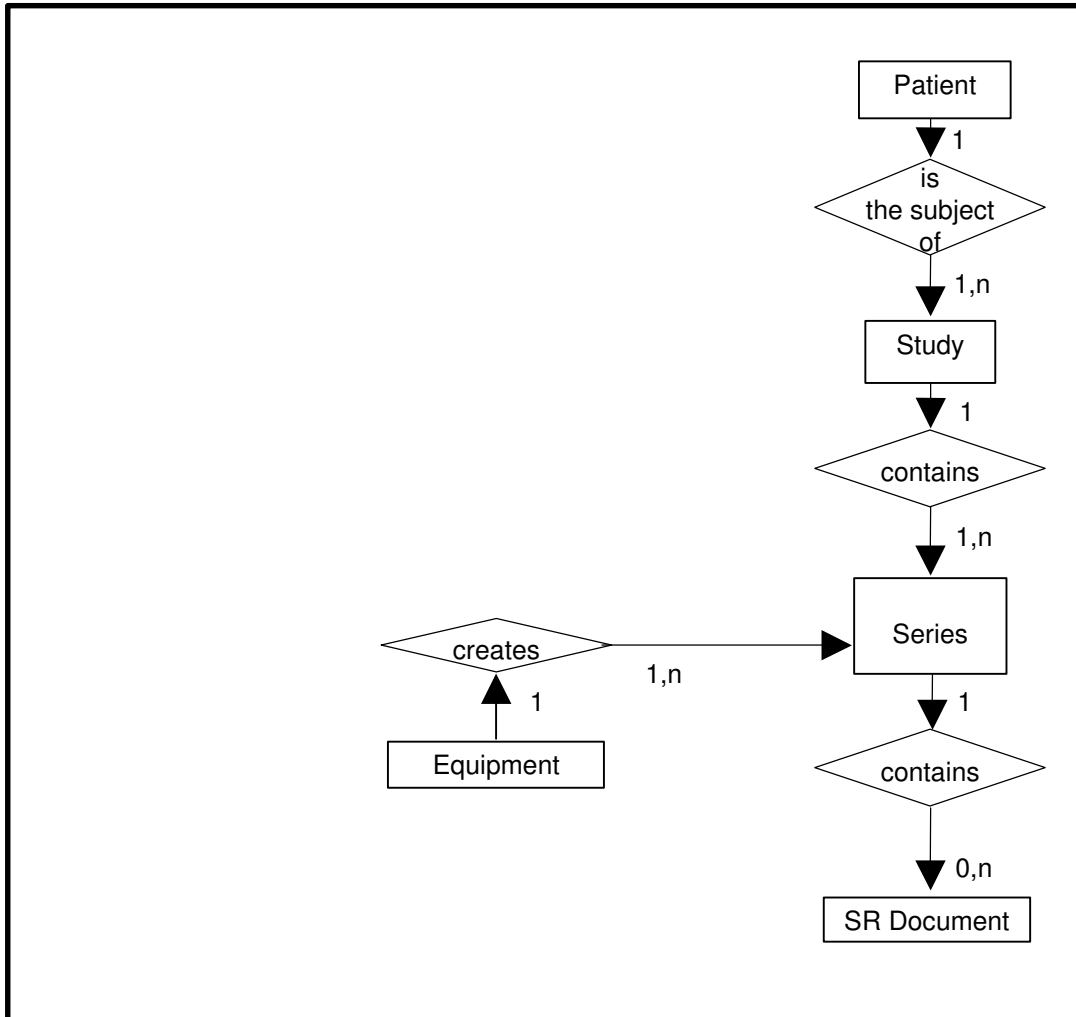 Patient
1
is
the subject
of
1,n
Study
1
contains
1,n
Series
creates
1,n
1
1
Equipment
contains
0,n
SR Document